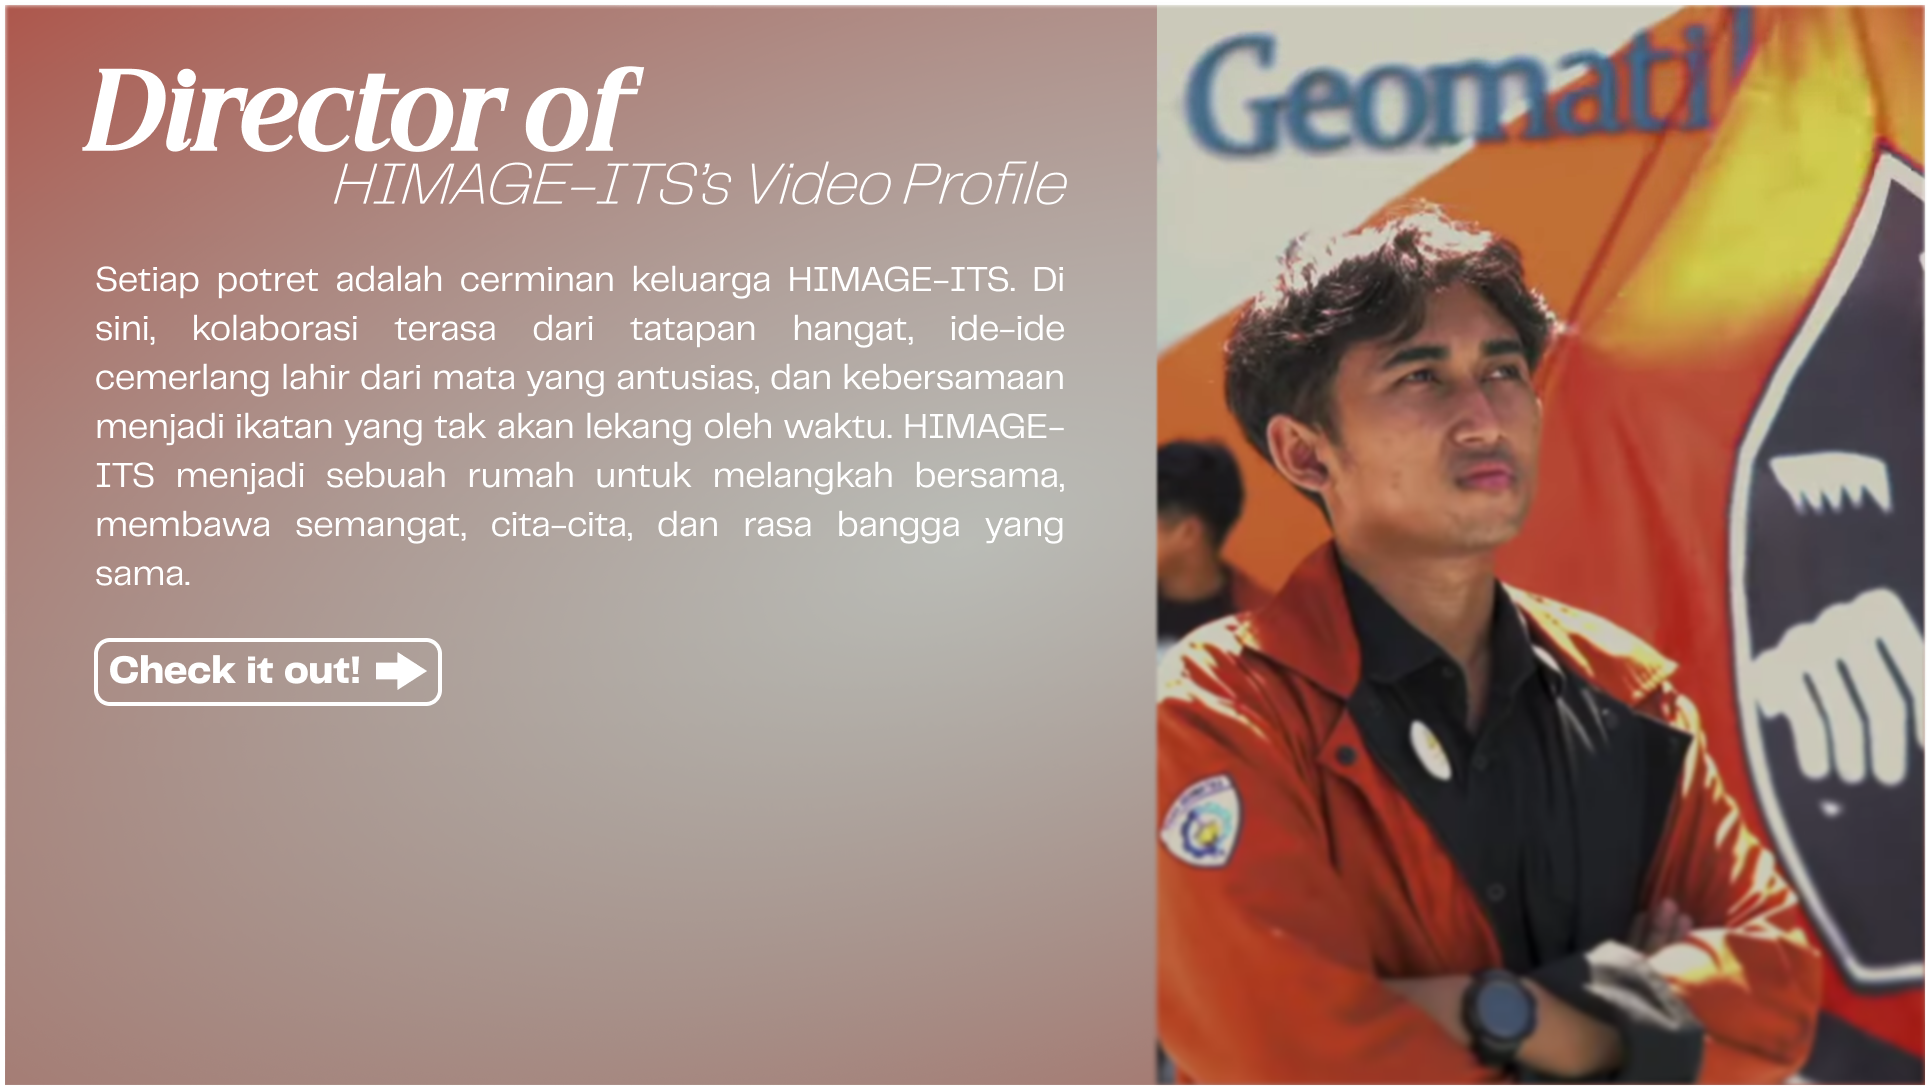 Director of
HIMAGE-ITS's Video Profile
Setiap potret adalah cerminan keluarga HIMAGE-ITS. Di
sini, kolaborasi terasa dari tatapan hangat, ide-ide
cemerlang lahir dari mata yang antusias, dan kebersamaan
menjadi ikatan yang tak akan lekang oleh waktu. HIMAGE-
ITS menjadi sebuah rumah untuk melangkah bersama,
membawa semangat, cita-cita, dan rasa bangga yang
sama.
Check it out!
Geomati